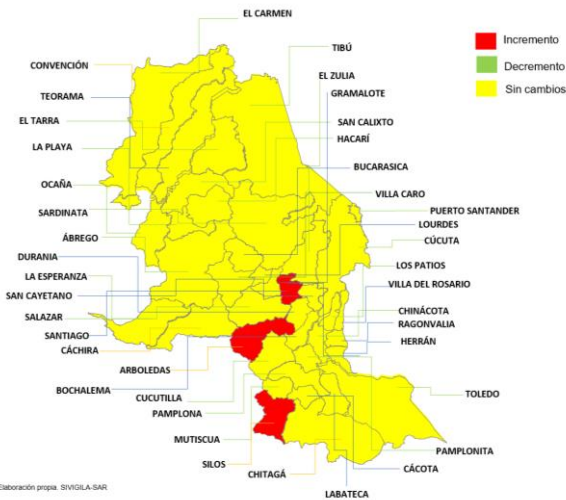 EL CARMEN
TIBÚ
CONVENCIÓN
EL ZULIA
TEORAMA
GRAMALOTE
EL TARRA
SAN CALIXTO
HACARÍ
LA PLAYA
BUCARASICA
OCAÑA
VILLA CARO
SARDINATA
PUERTO SANTANDER
LOURDES
ÁBREGO
CÚCUTA
DURANIA
LOS PATIOS
LA ESPERANZA
VILLA DEL ROSARIO
SAN CAYETANO
SALAZAR
CHINÁCOTA
RAGONVALIA
SANTIAGO
HERRÁN
CÁCHIRA
ARBOLEDAS
BOCHALEMA
TOLEDO
CUCUTILLA
PAMPLONA
MUTISCUA
PAMPLONITA
SILOS
CÁCOTA
CHITAGÁ
LABATECA
Incremento
Decremento
Sin cambios
Elaboración propia: SIVIGILA-SAR